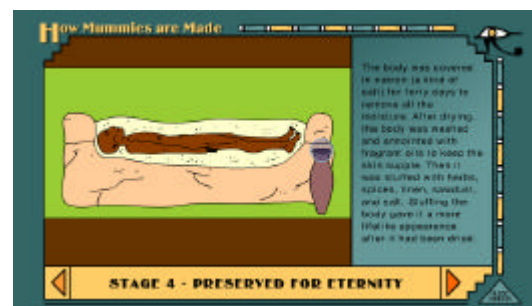 How Mummies are Made
The body was covered
in natron (a kind of
salt) for forty days to
remove all the
moisture. After drying,
the body was washed
and annointed with
fragrant oils to keep the
skin supple. Then it
was stuffed with herbs,
spices, linen, sawdust,
and salt. Stuffing the
body gave it a more
lifelike appearance
after it had been dried.
STAGE 4 - PRESERVED FOR ETERNITY